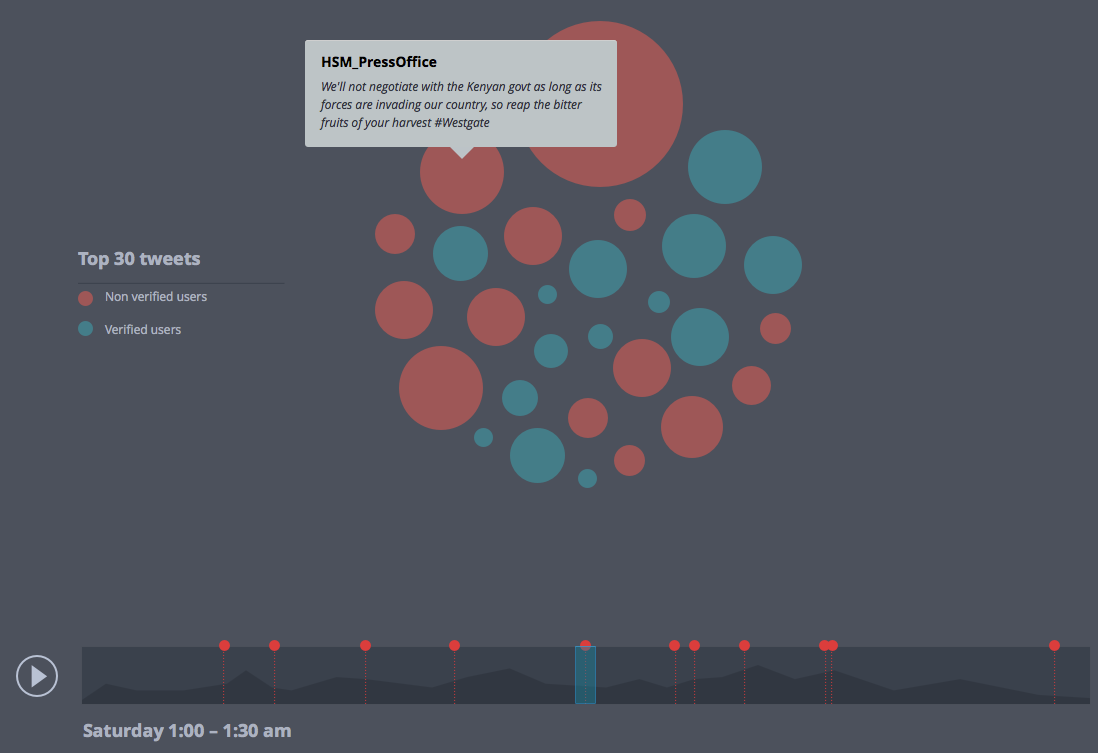 HSM_PressOffice
We'll not negotiate with the Kenyan govt as long as its
forces are invading our country, so reap the bitter
fruits of your harvest #Westgate
Top 30 tweets
Non verified users
Verified users
Saturday 1:00 – 1:30 am